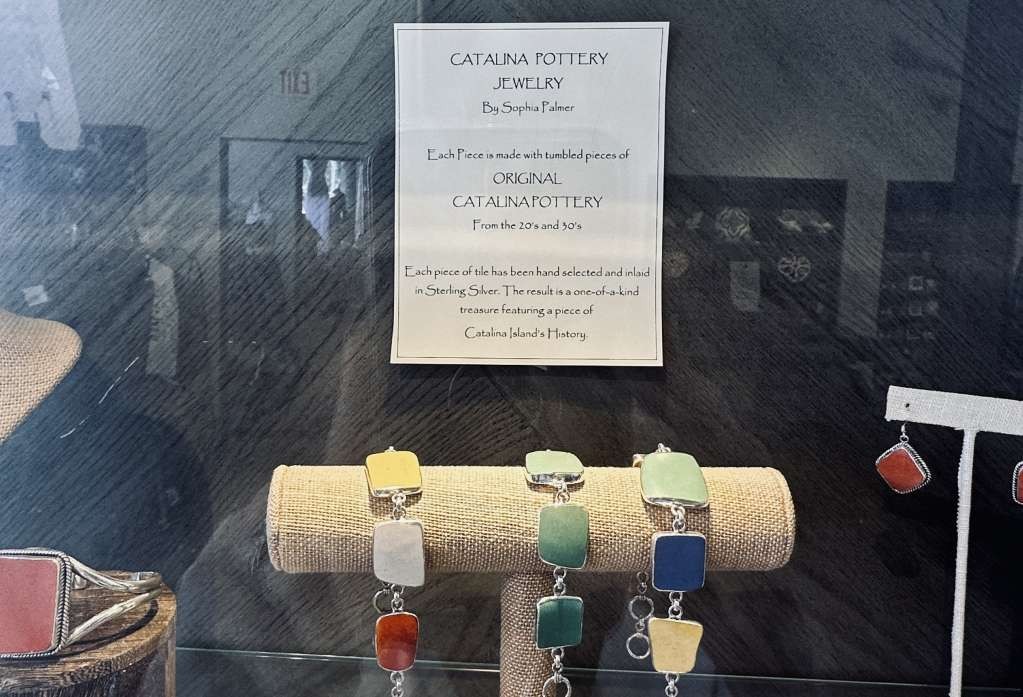 EXIT
CATALINA POTTERY
JEWELRY
By Sophia Palmer
Each Piece is made with tumbled pieces of
ORIGINAL
CATALINA POTTERY
From the 20's and 30's
Each piece of tile has been hand selected and inlaid
in Sterling Silver. The result is a one-of-a-kind
treasure featuring a piece of
Catalina Island's History.